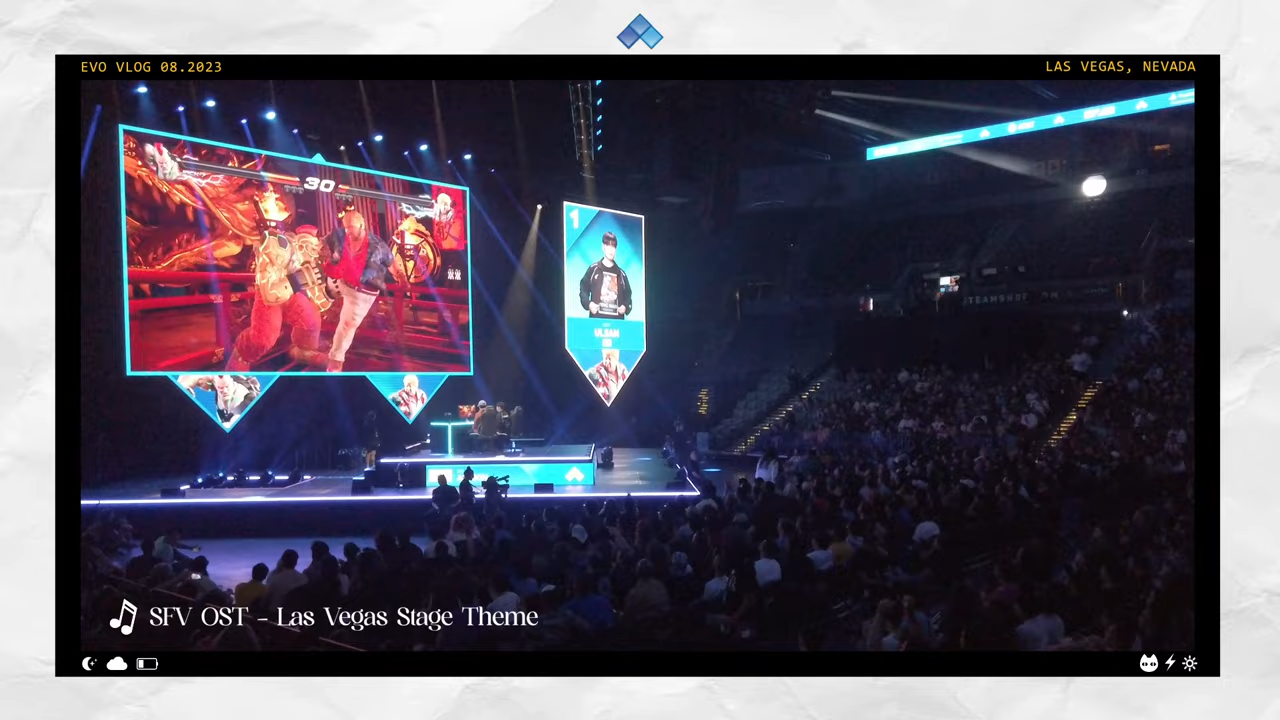 EVO VLOG 08.2023
LAS VEGAS, NEVADA
30
1
ULSAN
SFV OST - Las Vegas Stage Theme